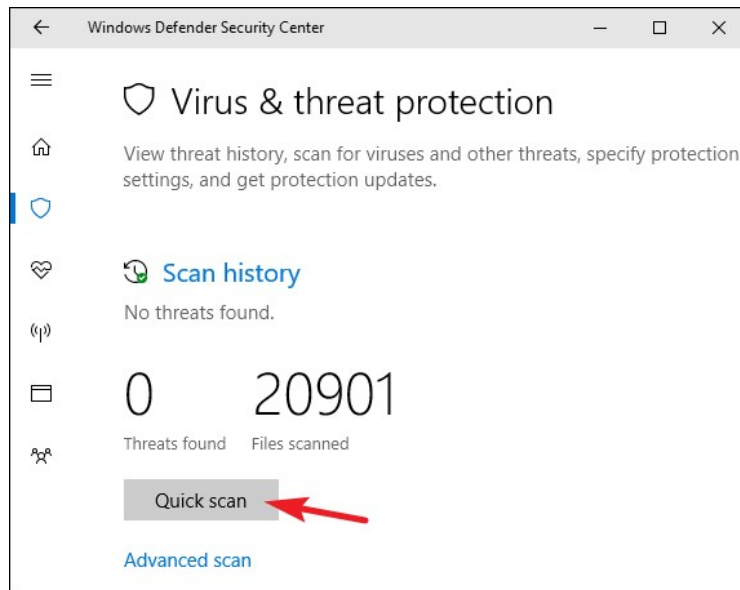 Windows Defender Security Center
Virus & threat protection
View threat history, scan for viruses and other threats, specify protection
settings, and get protection updates.
Scan history
No threats found.
0 20901
Threats found Files scanned
Quick scan
Advanced scan